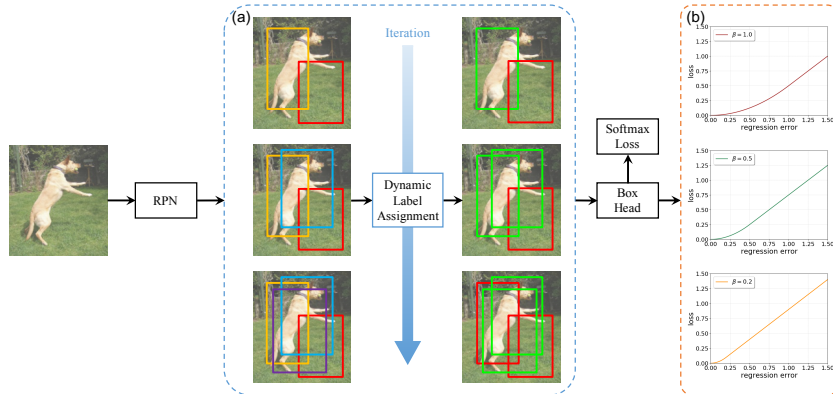 (a)
Iteration
(b)
RPN
Dynamic
Label
Assignment
Softmax
Loss
Box
Head
β = 1.0
1.50
1.25
1.00
0.75
0.50
0.25
0.00
loss
0.00 0.25 0.50 0.75 1.00 1.25 1.50
regression error
β = 0.5
1.50
1.25
1.00
0.75
0.50
0.25
0.00
loss
0.00 0.25 0.50 0.75 1.00 1.25 1.50
regression error
β = 0.2
1.50
1.25
1.00
0.75
0.50
0.25
0.00
loss
0.00 0.25 0.50 0.75 1.00 1.25 1.50
regression error